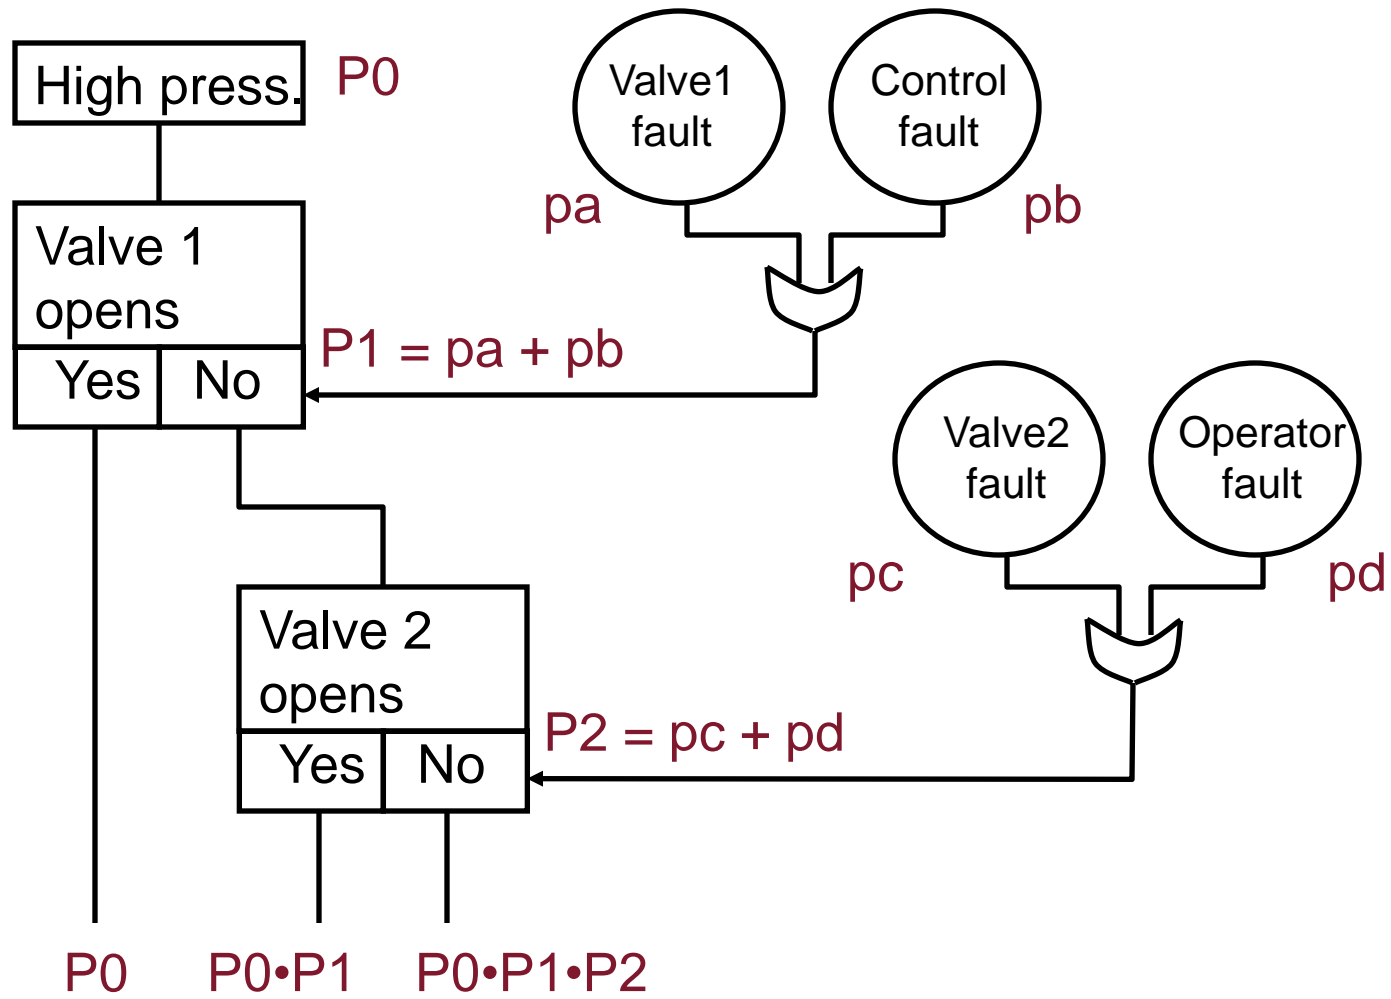 High press.
P0
Valve1
fault
Control
fault
pa
pb
Valve 1
opens
Yes
No
P1 = pa + pb
Valve2
fault
Operator
fault
pc
pd
Valve 2
opens
Yes
No
P2 = pc + pd
P0
P0•P1
P0•P1•P2